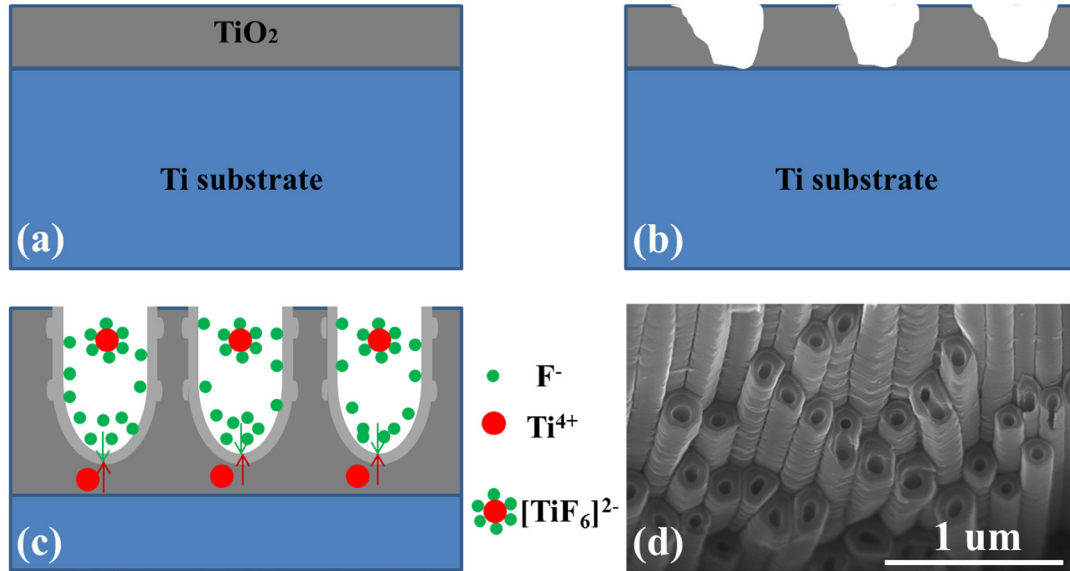 TiO₂
Ti substrate
(a)
Ti substrate
(b)
(c)
F⁻
Ti⁴⁺
[TiF₆]²⁻
(d)
1 um